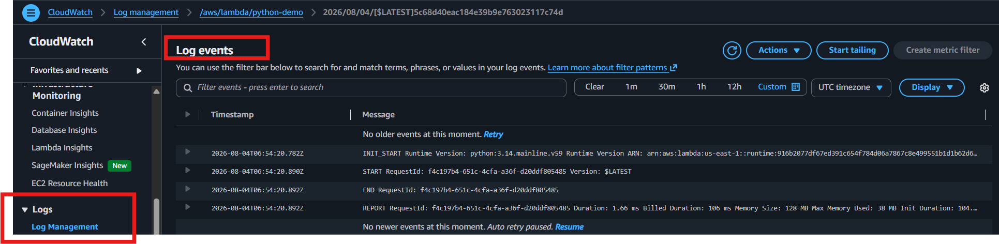 CloudWatch > Log management > /aws/lambda/python-demo > 2026/08/04/[$LATEST]5c68d40eac184e39b9e763023117c74d
CloudWatch
Favorites and recents
Infrastructure
Monitoring
Container Insights
Database Insights
Lambda Insights
SageMaker Insights New
EC2 Resource Health
Logs
Log Management
Log events
Actions
Start tailing
Create metric filter
You can use the filter bar below to search for and match terms, phrases, or values in your log events. Learn more about filter patterns
Filter events - press enter to search
Clear 1m 30m 1h 12h Custom
UTC timezone
Display
Timestamp Message
No older events at this moment. Retry
2026-08-04T06:54:20.782Z INIT_START Runtime Version: python:3.14.mainline.v59 Runtime Version ARN: arn:aws:lambda:us-east-1::runtime:916b2077df67ed391c654f784d06a7867c8e499551b1d1b62d6…
2026-08-04T06:54:20.890Z START RequestId: f4c197b4-651c-4cfa-a36f-d20ddf805485 Version: $LATEST
2026-08-04T06:54:20.892Z END RequestId: f4c197b4-651c-4cfa-a36f-d20ddf805485
2026-08-04T06:54:20.892Z REPORT RequestId: f4c197b4-651c-4cfa-a36f-d20ddf805485 Duration: 1.66 ms Billed Duration: 106 ms Memory Size: 128 MB Max Memory Used: 38 MB Init Duration: 104.…
No newer events at this moment. Auto retry paused. Resume